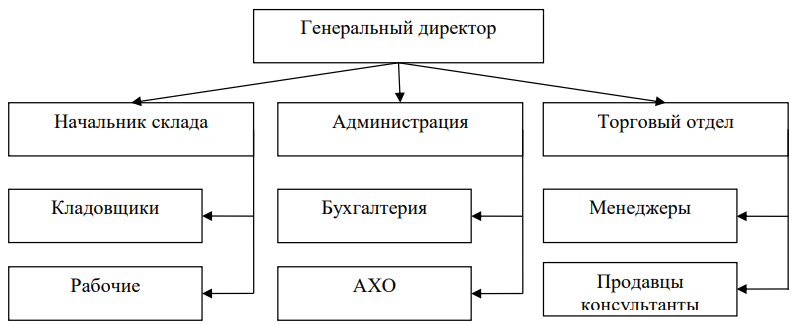 Генеральный директор
Начальник склада
Администрация
Торговый отдел
Кладовщики
Бухгалтерия
Менеджеры
Рабочие
АХО
Продавцы
консультанты